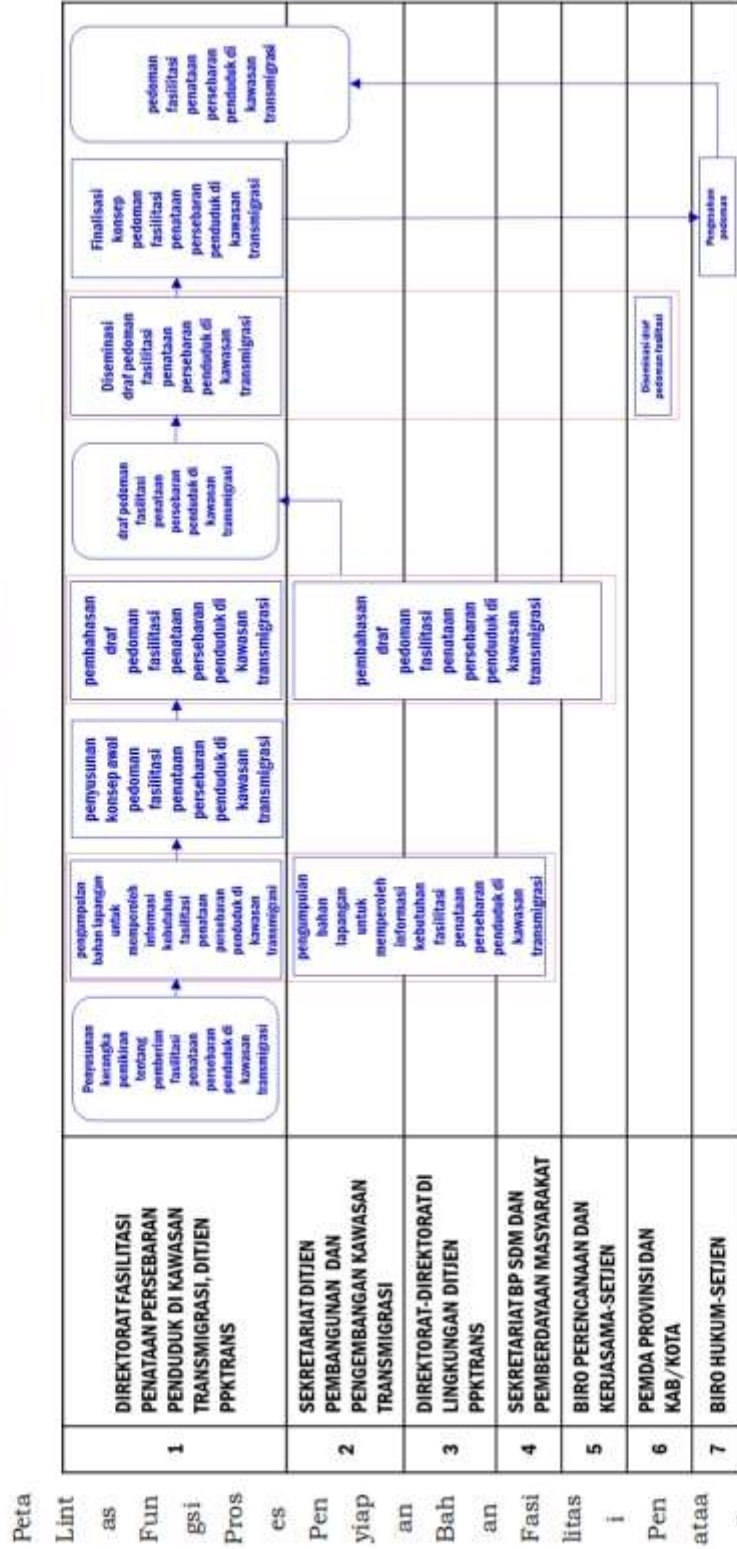 Peta
Lint
as
Fun
gsi
Pros
es
Pen
yiap
an
Bah
an
Fasi
litas
i
Pen
ataa
1
DIREKTORAT FASILITASI
PENATAAN PERSEBARAN
PENDUDUK DI KAWASAN
TRANSMIGRASI, DITJEN
PPKTRANS
Penyusunan
kerangka
pemikiran
tentang
pemberian
fasilitasi
penataan
persebaran
penduduk di
kawasan
transmigrasi
pengumpulan
bahan lapangan
untuk
memperoleh
informasi
kebutuhan
fasilitasi
penataan
persebaran
penduduk di
kawasan
transmigrasi
penyusunan
konsep awal
pedoman
fasilitasi
penataan
persebaran
penduduk di
kawasan
transmigrasi
pembahasan
draf
pedoman
fasilitasi
penataan
persebaran
penduduk di
kawasan
transmigrasi
draf pedoman
fasilitasi
penataan
persebaran
penduduk di
kawasan
transmigrasi
Diseminasi
draf pedoman
fasilitasi
penataan
persebaran
penduduk di
kawasan
transmigrasi
Finalisasi
konsep
pedoman
fasilitasi
penataan
persebaran
penduduk di
kawasan
transmigrasi
pedoman
fasilitasi
penataan
persebaran
penduduk di
kawasan
transmigrasi
2
SEKRETARIAT DITJEN
PEMBANGUNAN DAN
PENGEMBANGAN KAWASAN
TRANSMIGRASI
pengumpulan
bahan
lapangan
untuk
memperoleh
informasi
kebutuhan
fasilitasi
penataan
persebaran
penduduk di
kawasan
transmigrasi
pembahasan
draf
pedoman
fasilitasi
penataan
persebaran
penduduk di
kawasan
transmigrasi
3
DIREKTORAT-DIREKTORAT DI
LINGKUNGAN DITJEN
PPKTRANS
4
SEKRETARIAT BP SDM DAN
PEMBERDAYAAN MASYARAKAT
5
BIRO PERENCANAAN DAN
KERJASAMA-SETJEN
6
PEMDA PROVINSI DAN
KAB/KOTA
Diseminasi draf
pedoman fasilitasi
7
BIRO HUKUM-SETJEN
Pengesahan
pedoman